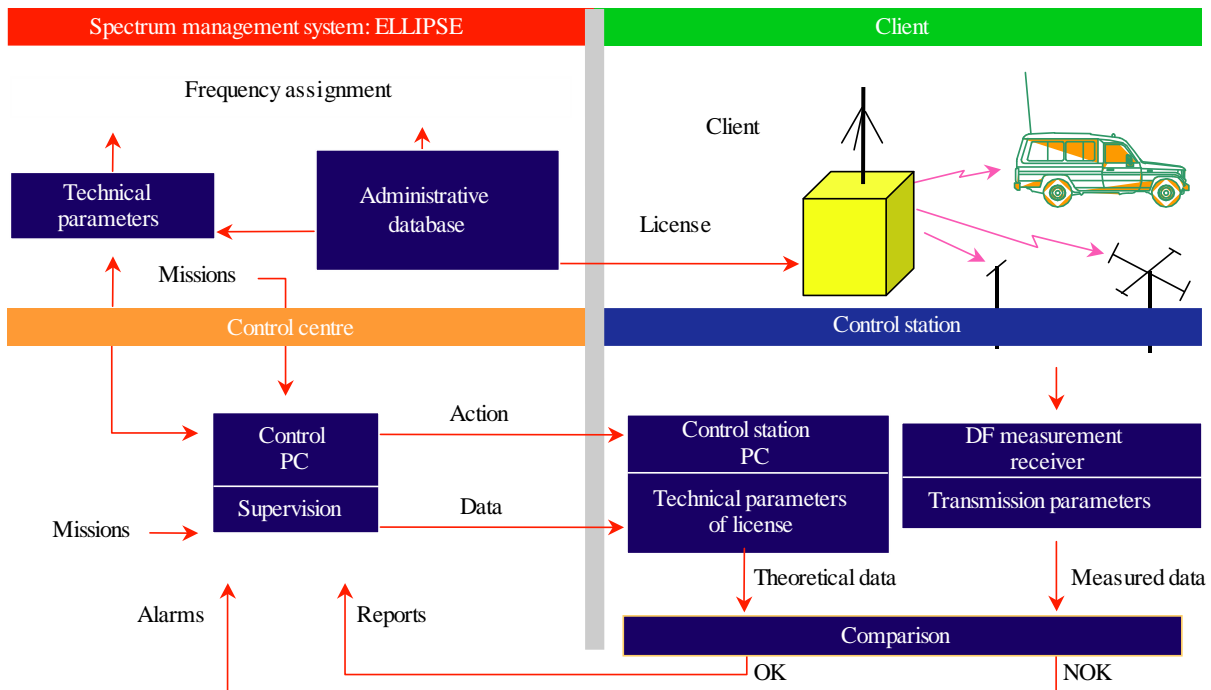 Spectrum management system: ELLIPSE
Client
Frequency assignment
Client
Technical
parameters
Administrative
database
License
Missions
Control centre
Control station
Action
Control
PC
Supervision
Control station
PC
Technical parameters
of license
DF measurement
receiver
Transmission parameters
Data
Missions
Theoretical data
Measured data
Alarms
Reports
Comparison
OK
NOK